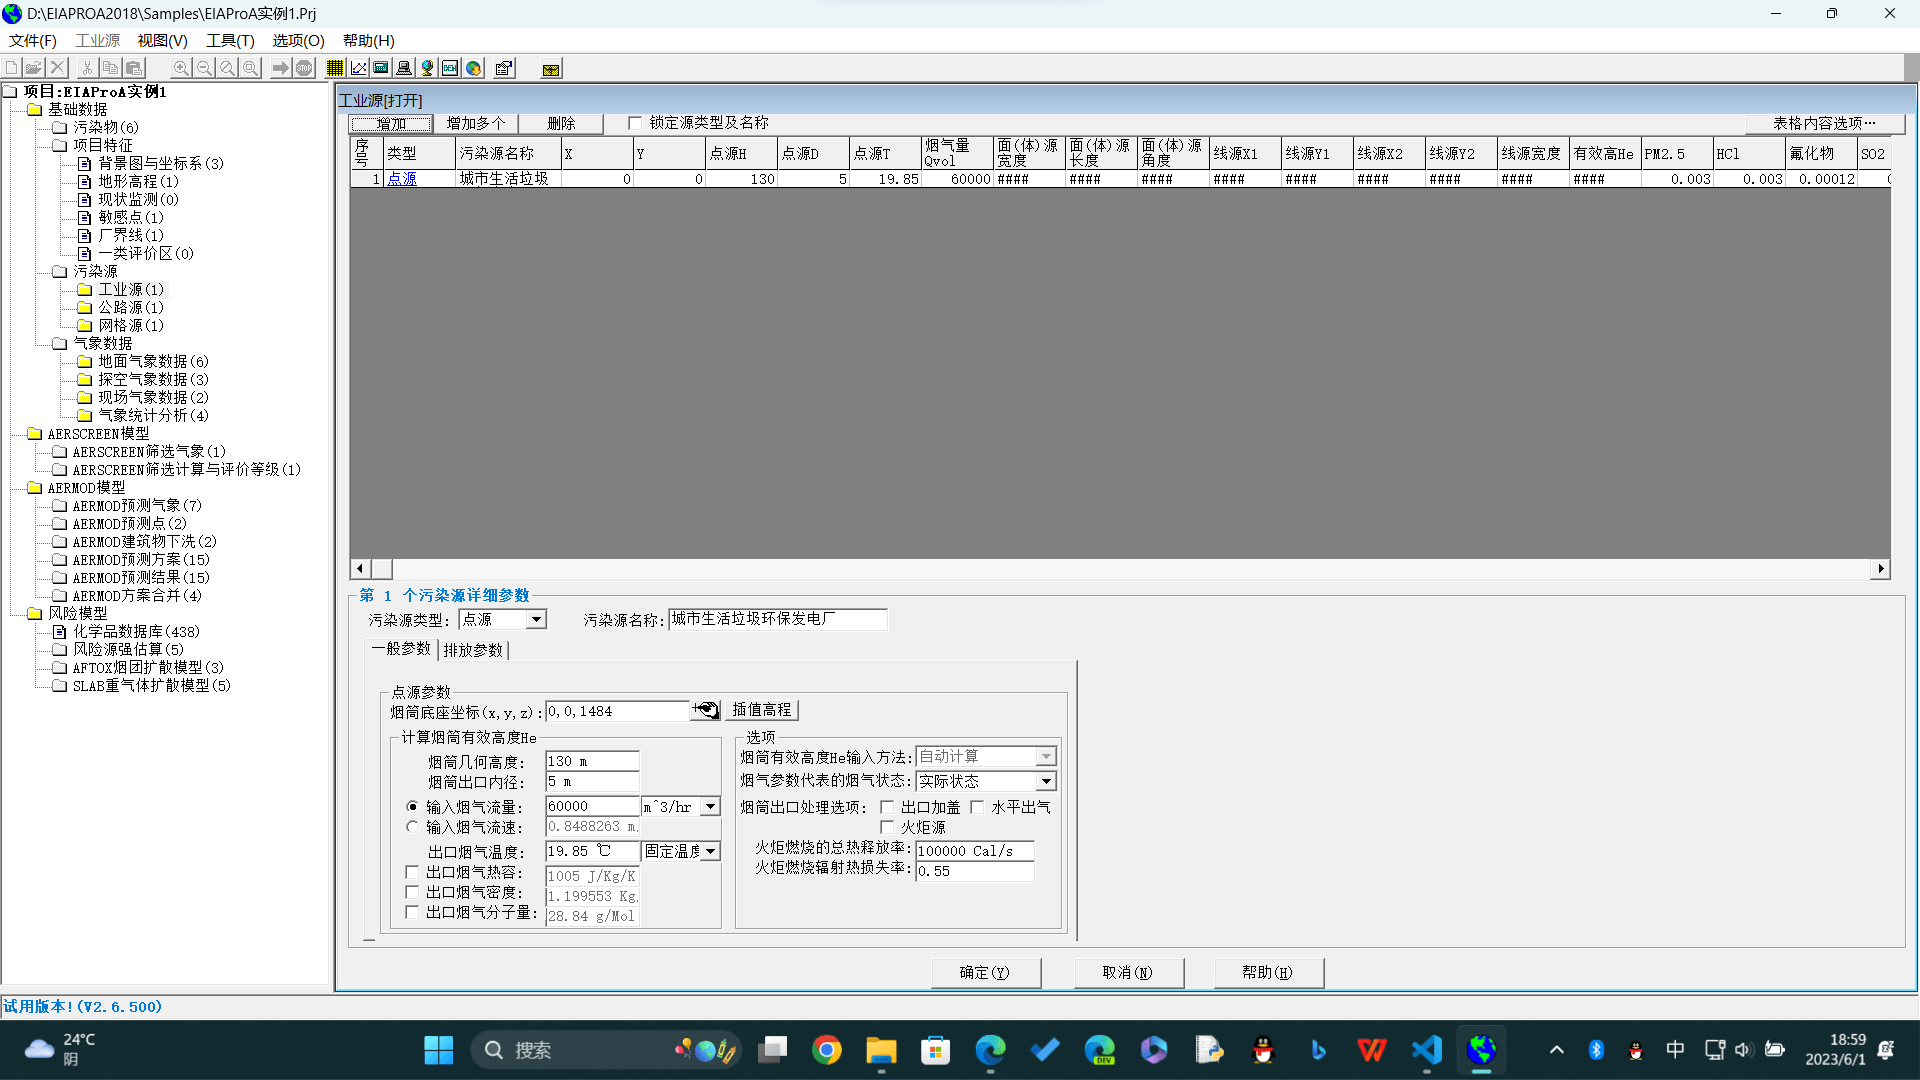 D:\EIAPROA2018\Samples\EIAProA实例1.Prj
文件(F) 工业源 视图(V) 工具(T) 选项(O) 帮助(H)
项目:EIAProA实例1
基础数据
污染物(6)
项目特征
背景图与坐标系(3)
地形高程(1)
现状监测(0)
敏感点(1)
厂界线(1)
一类评价区(0)
污染源
工业源(1)
公路源(1)
网格源(1)
气象数据
地面气象数据(6)
探空气象数据(3)
现场气象数据(2)
气象统计分析(4)
AERSCREEN模型
AERSCREEN筛选气象(1)
AERSCREEN筛选计算与评价等级(1)
AERMOD模型
AERMOD预测气象(7)
AERMOD预测点(2)
AERMOD建筑物下洗(2)
AERMOD预测方案(15)
AERMOD预测结果(15)
AERMOD方案合并(4)
风险模型
化学品数据库(438)
风险源强估算(5)
AFTOX烟团扩散模型(3)
SLAB重气体扩散模型(5)
工业源[打开]
增加 增加多个 删除 锁定源类型及名称 表格内容选项…
序号 类型 污染源名称 X Y 点源H 点源D 点源T 烟气量Qvol 面(体)源宽度 面(体)源长度 面(体)源角度 线源X1 线源Y1 线源X2 线源Y2 线源宽度 有效高He PM2.5 HCl 氟化物 SO2
1 点源 城市生活垃圾 0 0 130 5 19.85 60000 #### #### #### #### #### #### #### #### #### 0.003 0.003 0.00012
第 1 个污染源详细参数
污染源类型: 点源 污染源名称: 城市生活垃圾环保发电厂
一般参数 排放参数
点源参数
烟筒底座坐标(x,y,z): 0,0,1484 插值高程
计算烟筒有效高度He
烟筒几何高度: 130 m
烟筒出口内径: 5 m
输入烟气流量: 60000 m^3/hr
输入烟气流速: 0.8488263 m
出口烟气温度: 19.85 ℃ 固定温度
出口烟气热容: 1005 J/Kg/K
出口烟气密度: 1.199553 Kg
出口烟气分子量: 28.84 g/Mol
选项
烟筒有效高度He输入方法: 自动计算
烟气参数代表的烟气状态: 实际状态
烟筒出口处理选项: 出口加盖 水平出气
火炬源
火炬燃烧的总热释放率: 100000 Cal/s
火炬燃烧辐射热损失率: 0.55
确定(Y) 取消(N) 帮助(H)
试用版本!(V2.6.500)
24℃
阴
搜索
中
18:59
2023/6/1